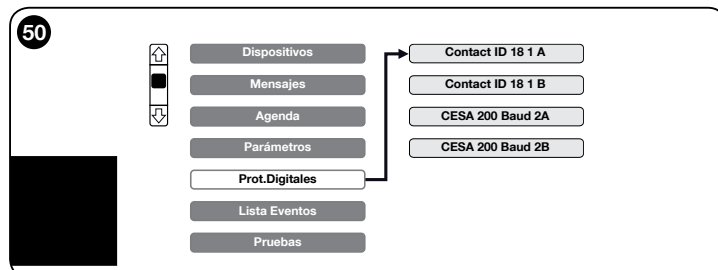 50
Dispositivos
Mensajes
Agenda
Parámetros
Prot.Digitales
Lista Eventos
Pruebas
Contact ID 18 1 A
Contact ID 18 1 B
CESA 200 Baud 2A
CESA 200 Baud 2B